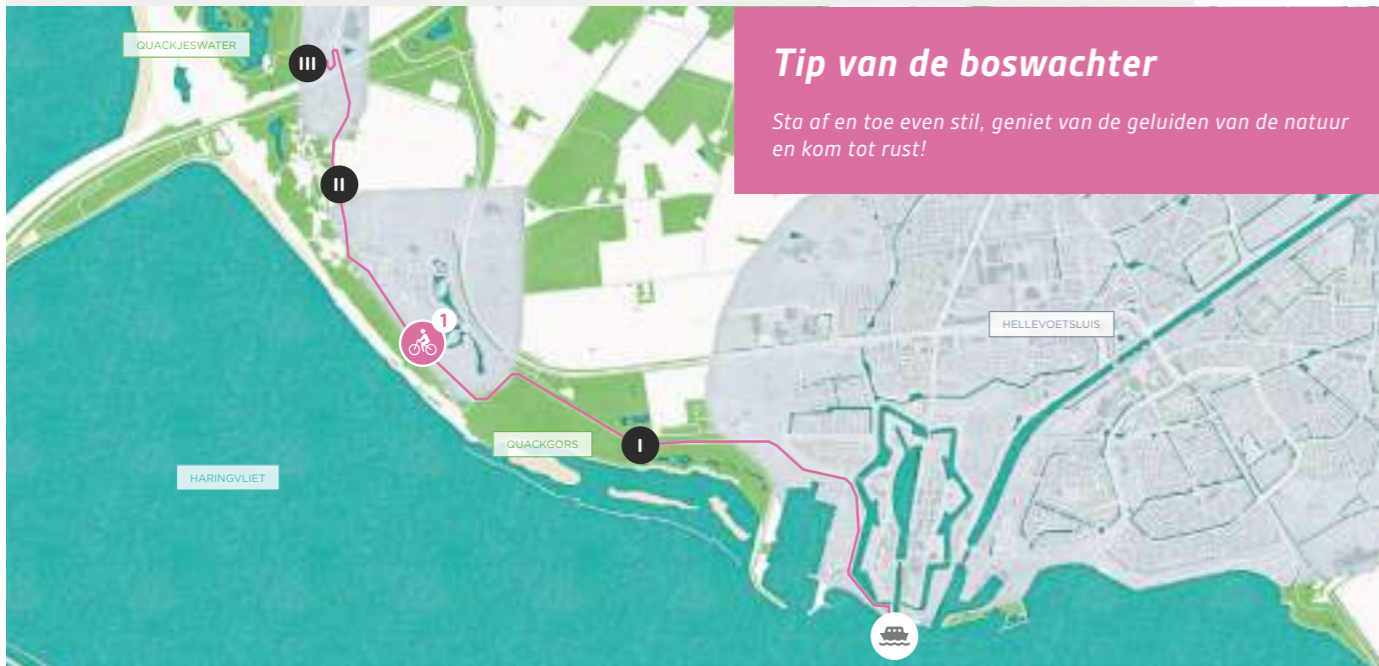 QUACKJESWATER
III
Tip van de boswachter
Sta af en toe even stil, geniet van de geluiden van de natuur
en kom tot rust!
II
1
HELLEVOETSLUIS
QUACKGORS
I
HARINGVLIET